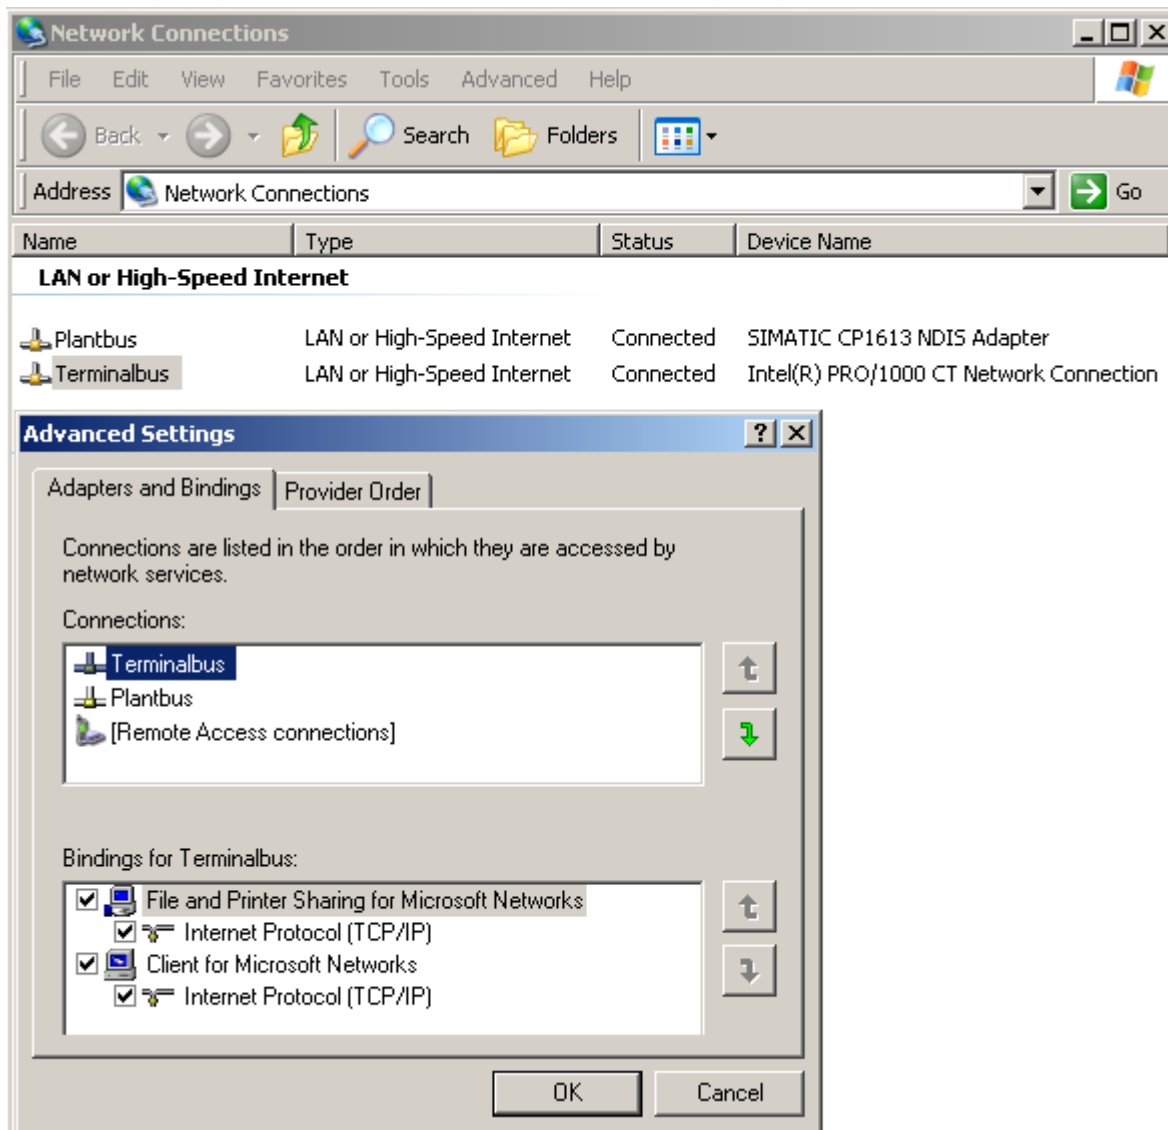 Network Connections
File Edit View Favorites Tools Advanced Help
Back Search Folders
Address Network Connections Go
Name Type Status Device Name
LAN or High-Speed Internet
Plantbus LAN or High-Speed Internet Connected SIMATIC CP1613 NDIS Adapter
Terminalbus LAN or High-Speed Internet Connected Intel(R) PRO/1000 CT Network Connection
Advanced Settings
Adapters and Bindings Provider Order
Connections are listed in the order in which they are accessed by
network services.
Connections:
Terminalbus
Plantbus
[Remote Access connections]
Bindings for Terminalbus:
File and Printer Sharing for Microsoft Networks
Internet Protocol (TCP/IP)
Client for Microsoft Networks
Internet Protocol (TCP/IP)
OK Cancel